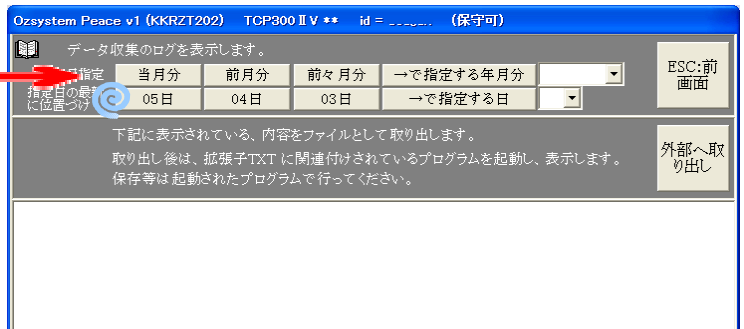 Ozsystem Peace v1 (KKRZT202) TCP300ⅡV ** id = (保守可)
データ収集のログを表示します。
指定 当月分 前月分 前々月分 →で指定する年月分
指定日の最新に位置づけ 05日 04日 03日 →で指定する日
ESC:前画面
下記に表示されている、内容をファイルとして取り出します。
取り出し後は、拡張子TXTに関連付けされているプログラムを起動し、表示します。
保存等は起動されたプログラムで行ってください。
外部へ取り出し